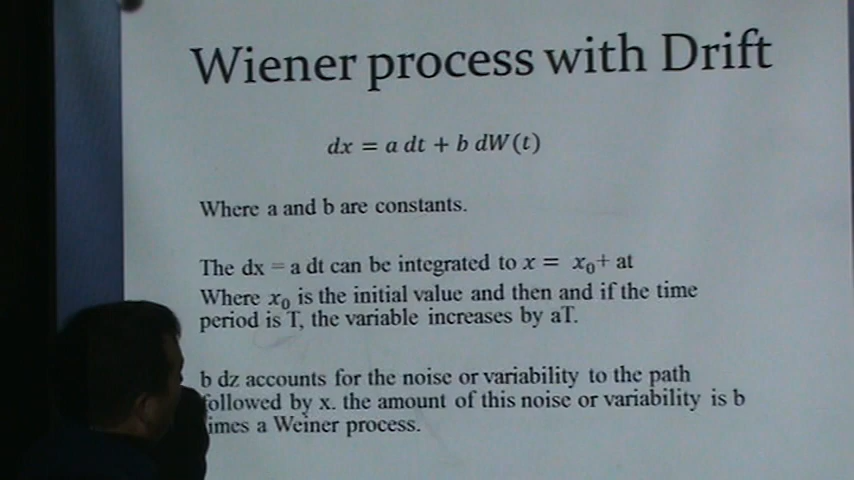 Wiener process with Drift
dx = a dt + b dW(t)
Where a and b are constants.
The dx = a dt can be integrated to x = x₀+ at
Where x₀ is the initial value and then and if the time
period is T, the variable increases by aT.
b dz accounts for the noise or variability to the path
followed by x. the amount of this noise or variability is b
imes a Weiner process.